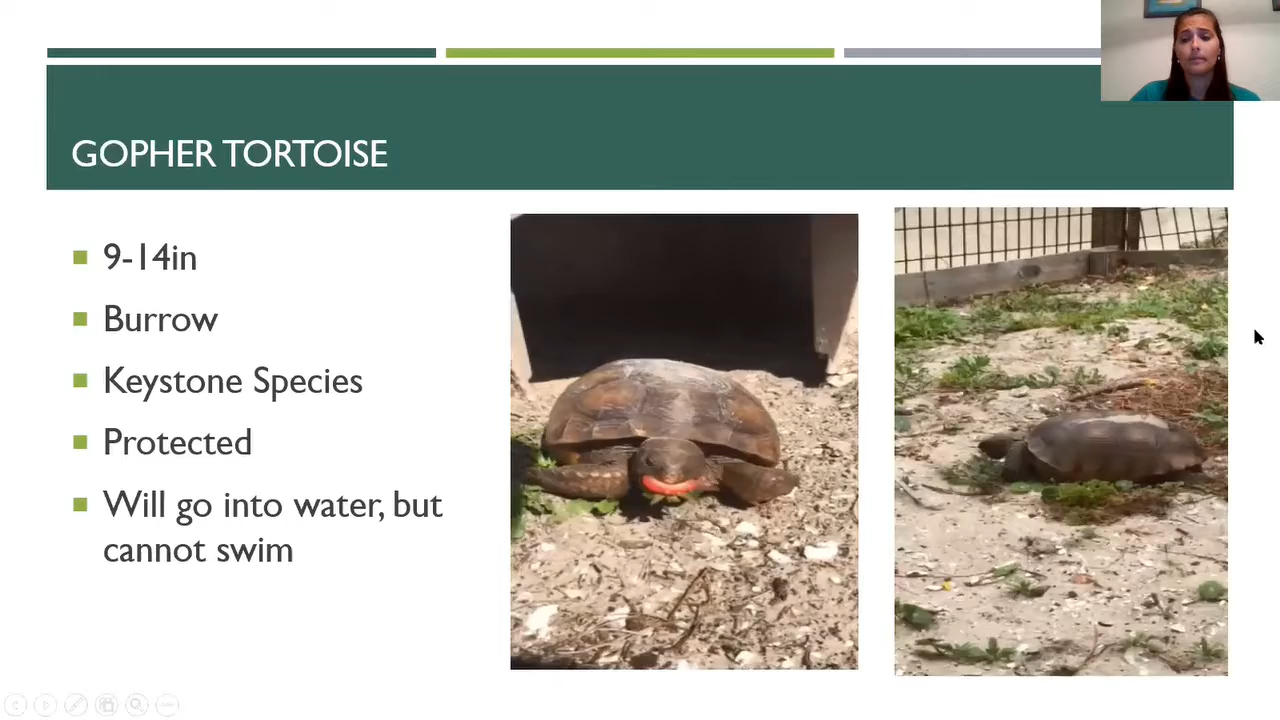 GOPHER TORTOISE
9-14in
Burrow
Keystone Species
Protected
Will go into water, but
cannot swim